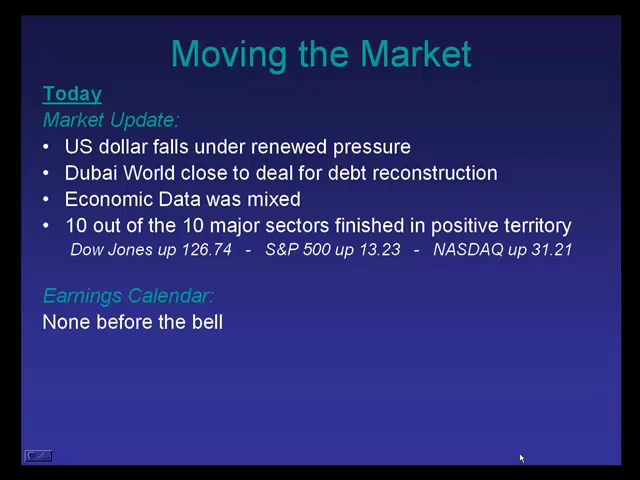 Moving the Market
Today
Market Update:
• US dollar falls under renewed pressure
• Dubai World close to deal for debt reconstruction
• Economic Data was mixed
• 10 out of the 10 major sectors finished in positive territory
Dow Jones up 126.74 - S&P 500 up 13.23 - NASDAQ up 31.21
Earnings Calendar:
None before the bell